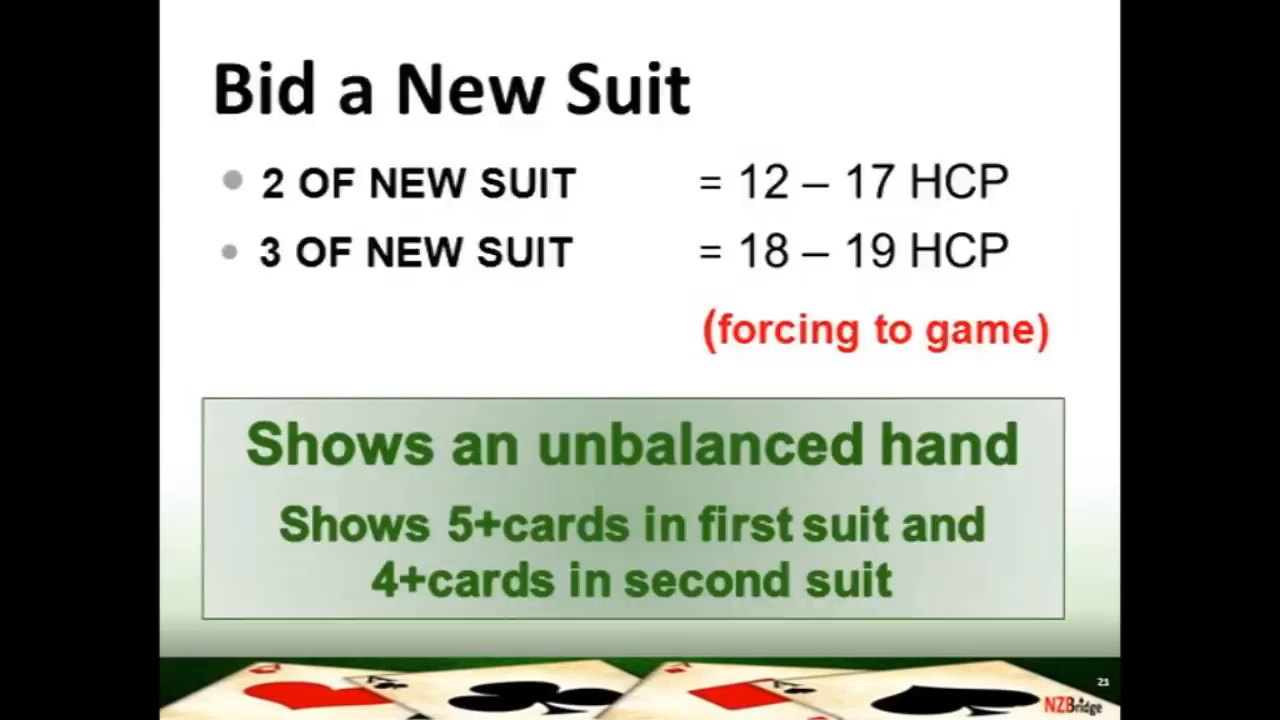 Bid a New Suit
2 OF NEW SUIT = 12 – 17 HCP
3 OF NEW SUIT = 18 – 19 HCP
(forcing to game)
Shows an unbalanced hand
Shows 5+cards in first suit and
4+cards in second suit
21
NZBridge